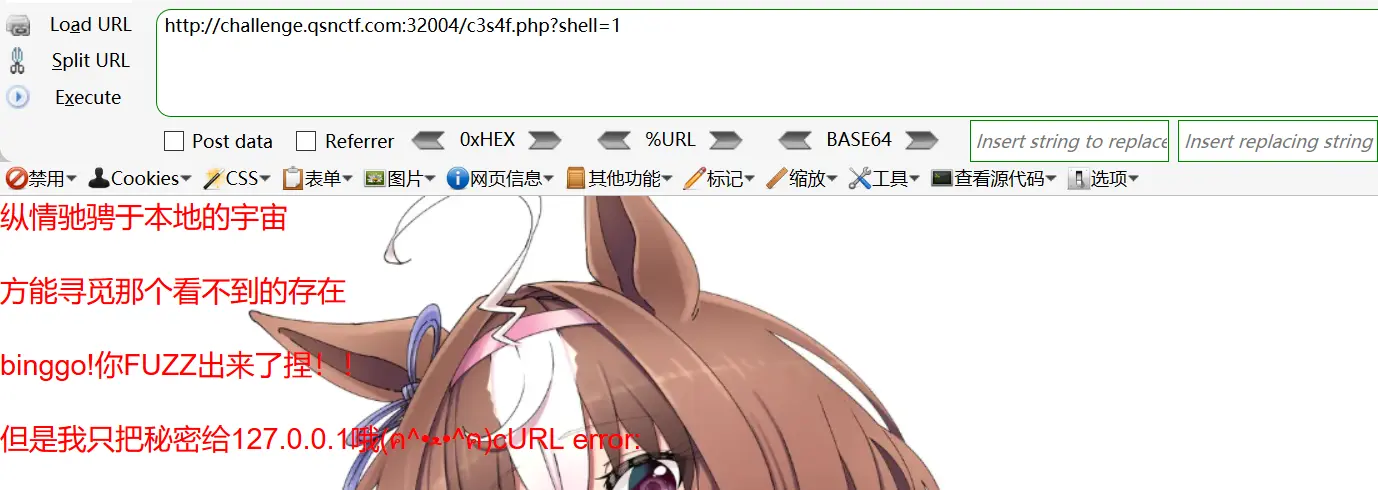 Load URL
http://challenge.qsnctf.com:32004/c3s4f.php?shell=1
Split URL
Execute
Post data Referrer 0xHEX %URL BASE64 Insert string to replace Insert replacing string
禁用 Cookies CSS 表单 图片 网页信息 其他功能 标记 缩放 工具 查看源代码 选项
纵情驰骋于本地的宇宙
方能寻觅那个看不到的存在
binggo!你FUZZ出来了捏！！
但是我只把秘密给127.0.0.1哦(ฅ^•ﻌ•^ฅ)cURL error: